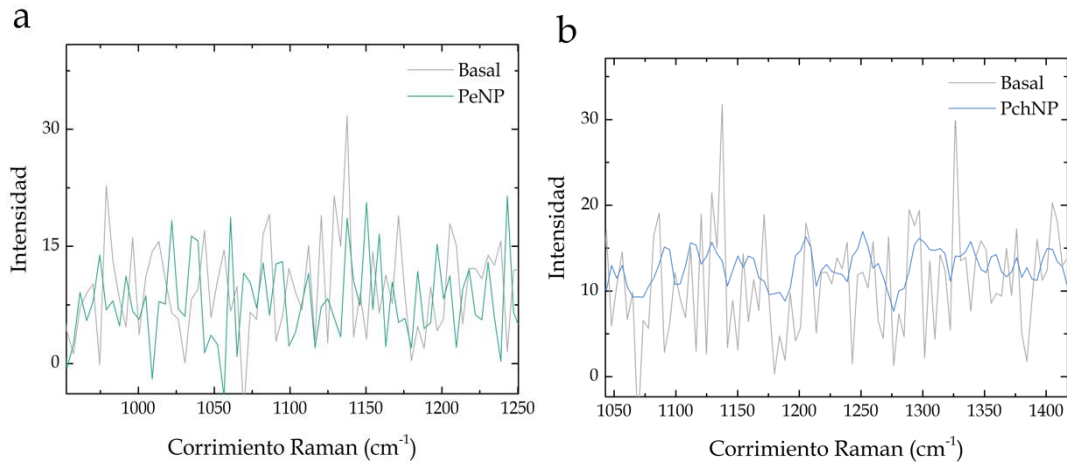 a
Basal
PeNP
Intensidad
30
15
0
1000
1050
1100
1150
1200
1250
Corrimiento Raman (cm⁻¹)
b
Basal
PchNP
Intensidad
30
20
10
0
1050
1100
1150
1200
1250
1300
1350
1400
Corrimiento Raman (cm⁻¹)